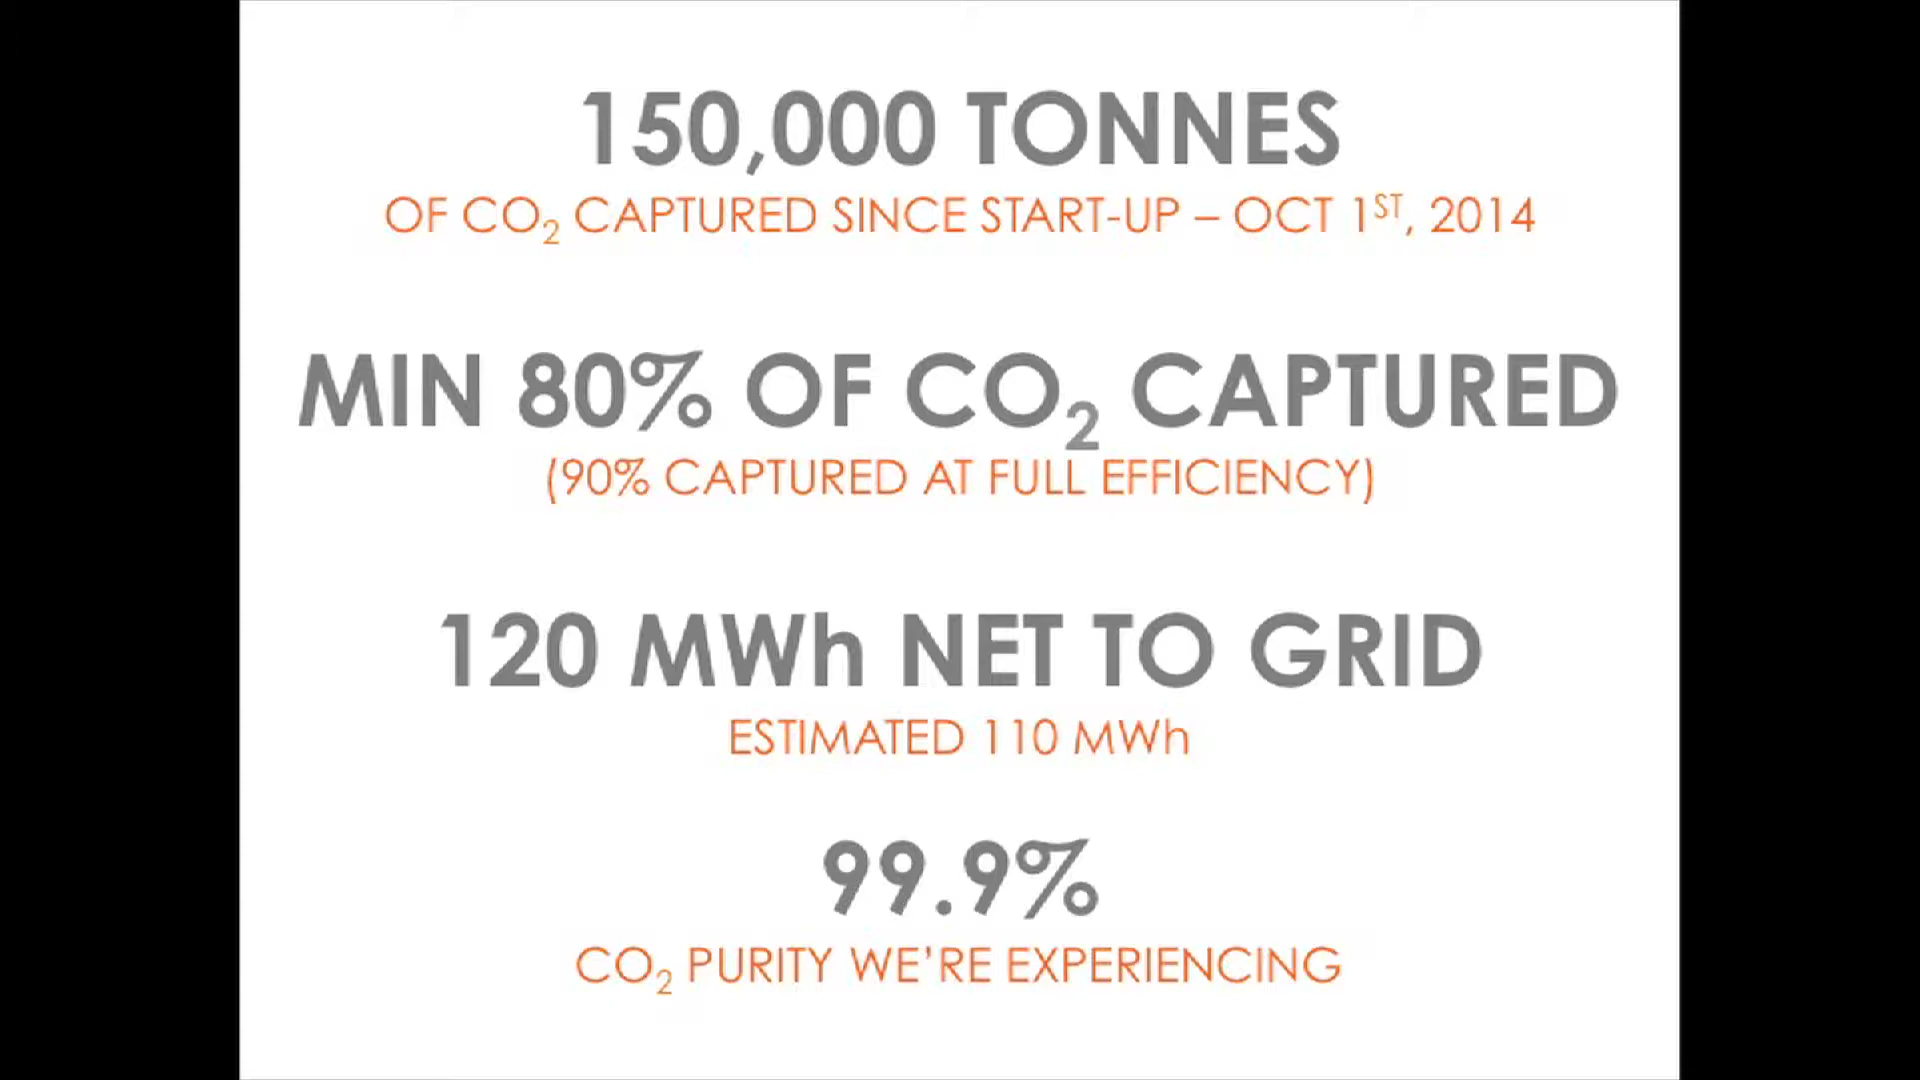 150,000 TONNES
OF CO₂ CAPTURED SINCE START-UP – OCT 1ST, 2014
MIN 80% OF CO₂ CAPTURED
(90% CAPTURED AT FULL EFFICIENCY)
120 MWh NET TO GRID
ESTIMATED 110 MWh
99.9%
CO₂ PURITY WE’RE EXPERIENCING